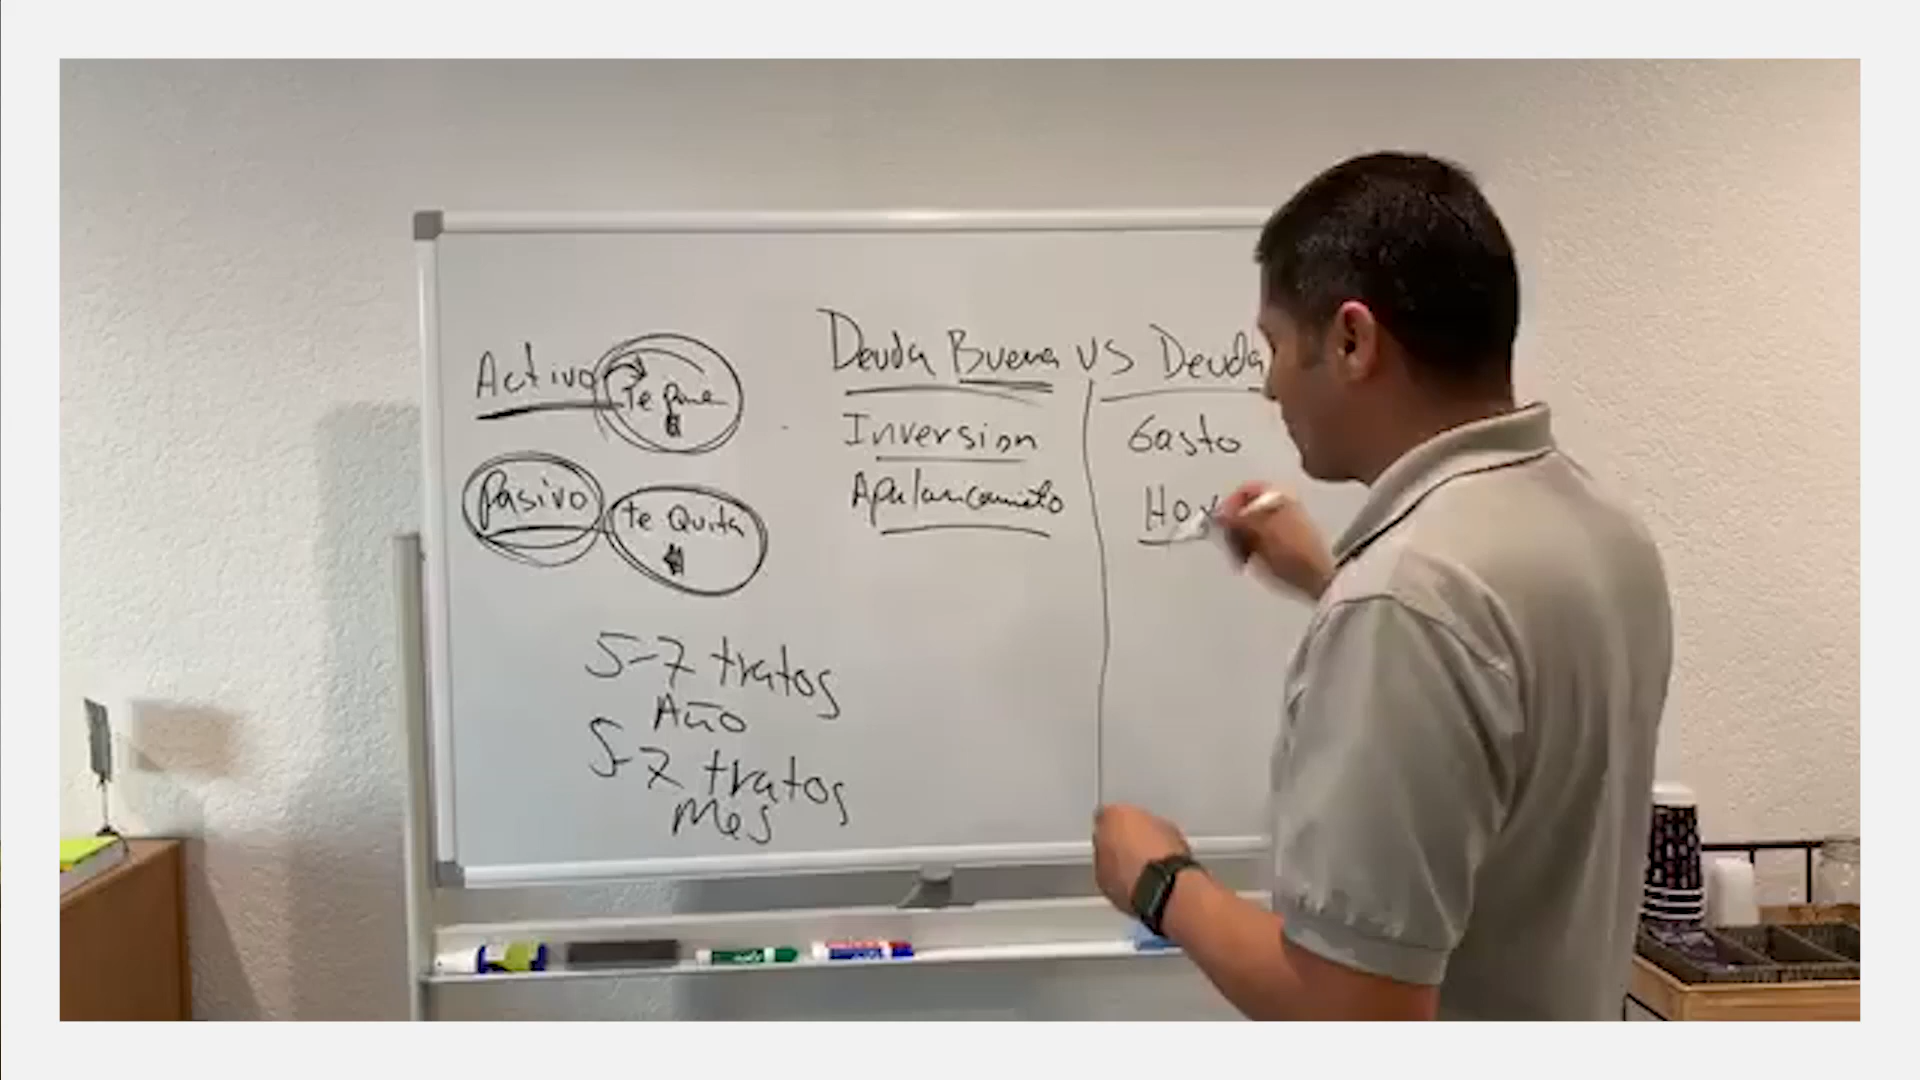 Activo te pone
Pasivo te Quita
5-7 tratos
Año
5-7 tratos
Mes
Deuda Buena vs Deuda
Inversion
Apalancamiento
Gasto
Hoy